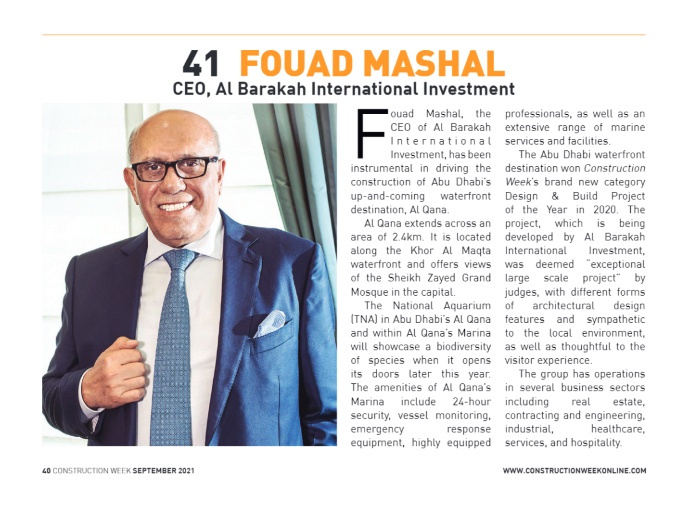 41 FOUAD MASHAL
CEO, Al Barakah International Investment
Fouad Mashal, the
CEO of Al Barakah
International
Investment, has been
instrumental in driving the
construction of Abu Dhabi's
up-and-coming waterfront
destination, Al Qana.
Al Qana extends across an
area of 2.4km. It is located
along the Khor Al Maqta
waterfront and offers views
of the Sheikh Zayed Grand
Mosque in the capital.
The National Aquarium
(TNA) in Abu Dhabi's Al Qana
and within Al Qana's Marina
will showcase a biodiversity
of species when it opens
its doors later this year.
The amenities of Al Qana's
Marina include 24-hour
security, vessel monitoring,
emergency response
equipment, highly equipped
professionals, as well as an
extensive range of marine
services and facilities.
The Abu Dhabi waterfront
destination won Construction
Week's brand new category
Design & Build Project
of the Year in 2020. The
project, which is being
developed by Al Barakah
International Investment,
was deemed "exceptional
large scale project" by
judges, with different forms
of architectural design
features and sympathetic
to the local environment,
as well as thoughtful to the
visitor experience.
The group has operations
in several business sectors
including real estate,
contracting and engineering,
industrial, healthcare,
services, and hospitality.
40 CONSTRUCTION WEEK SEPTEMBER 2021
WWW.CONSTRUCTIONWEEKONLINE.COM